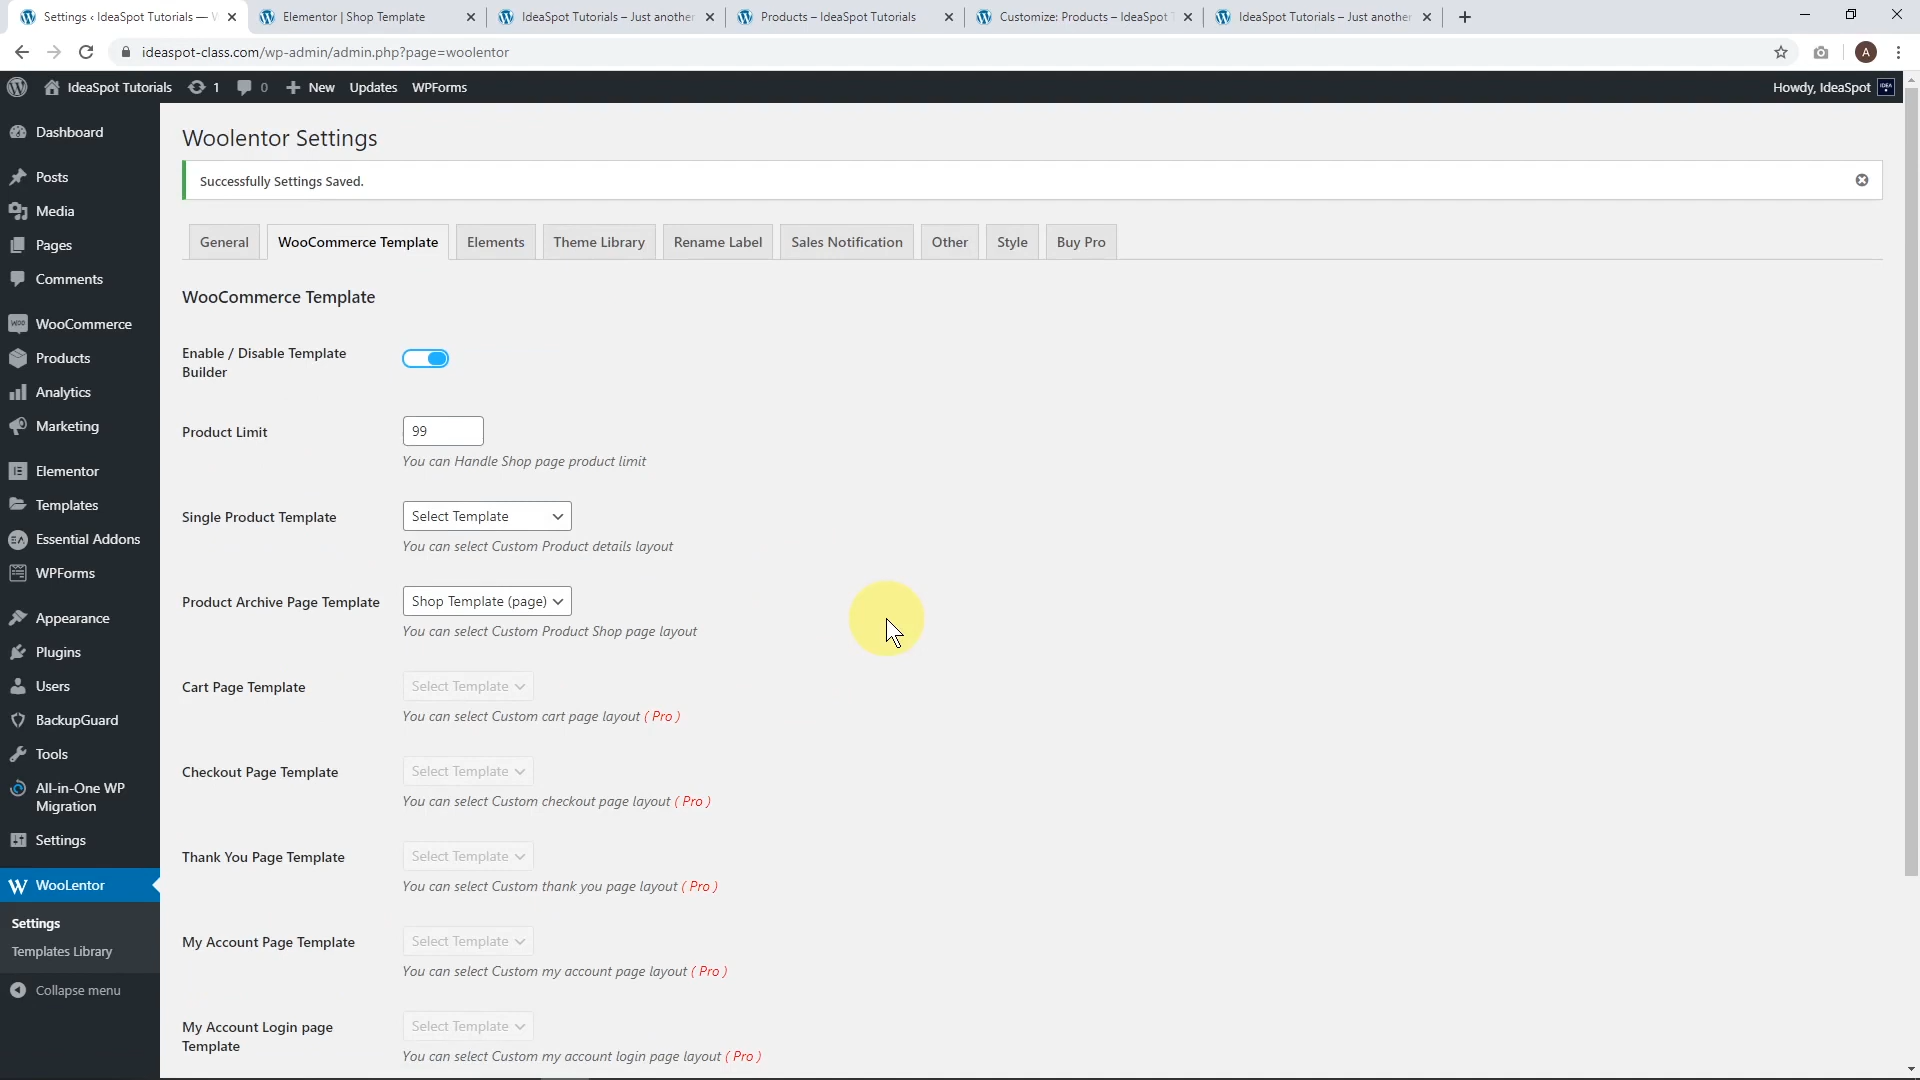 Settings ‹ IdeaSpot Tutorials — W
Elementor | Shop Template
IdeaSpot Tutorials – Just another
Products – IdeaSpot Tutorials
Customize: Products – IdeaSpot T
IdeaSpot Tutorials – Just another
ideaspot-class.com/wp-admin/admin.php?page=woolentor
A
IdeaSpot Tutorials
1
0
New
Updates
WPForms
Howdy, IdeaSpot
Dashboard
Posts
Media
Pages
Comments
WooCommerce
Products
Analytics
Marketing
Elementor
Templates
Essential Addons
WPForms
Appearance
Plugins
Users
BackupGuard
Tools
All-in-One WP
Migration
Settings
WooLentor
Settings
Templates Library
Collapse menu
Woolentor Settings
Successfully Settings Saved.
General
WooCommerce Template
Elements
Theme Library
Rename Label
Sales Notification
Other
Style
Buy Pro
WooCommerce Template
Enable / Disable Template
Builder
Product Limit
99
You can Handle Shop page product limit
Single Product Template
Select Template
You can select Custom Product details layout
Product Archive Page Template
Shop Template (page)
You can select Custom Product Shop page layout
Cart Page Template
Select Template
You can select Custom cart page layout ( Pro )
Checkout Page Template
Select Template
You can select Custom checkout page layout ( Pro )
Thank You Page Template
Select Template
You can select Custom thank you page layout ( Pro )
My Account Page Template
Select Template
You can select Custom my account page layout ( Pro )
My Account Login page
Template
Select Template
You can select Custom my account login page layout ( Pro )